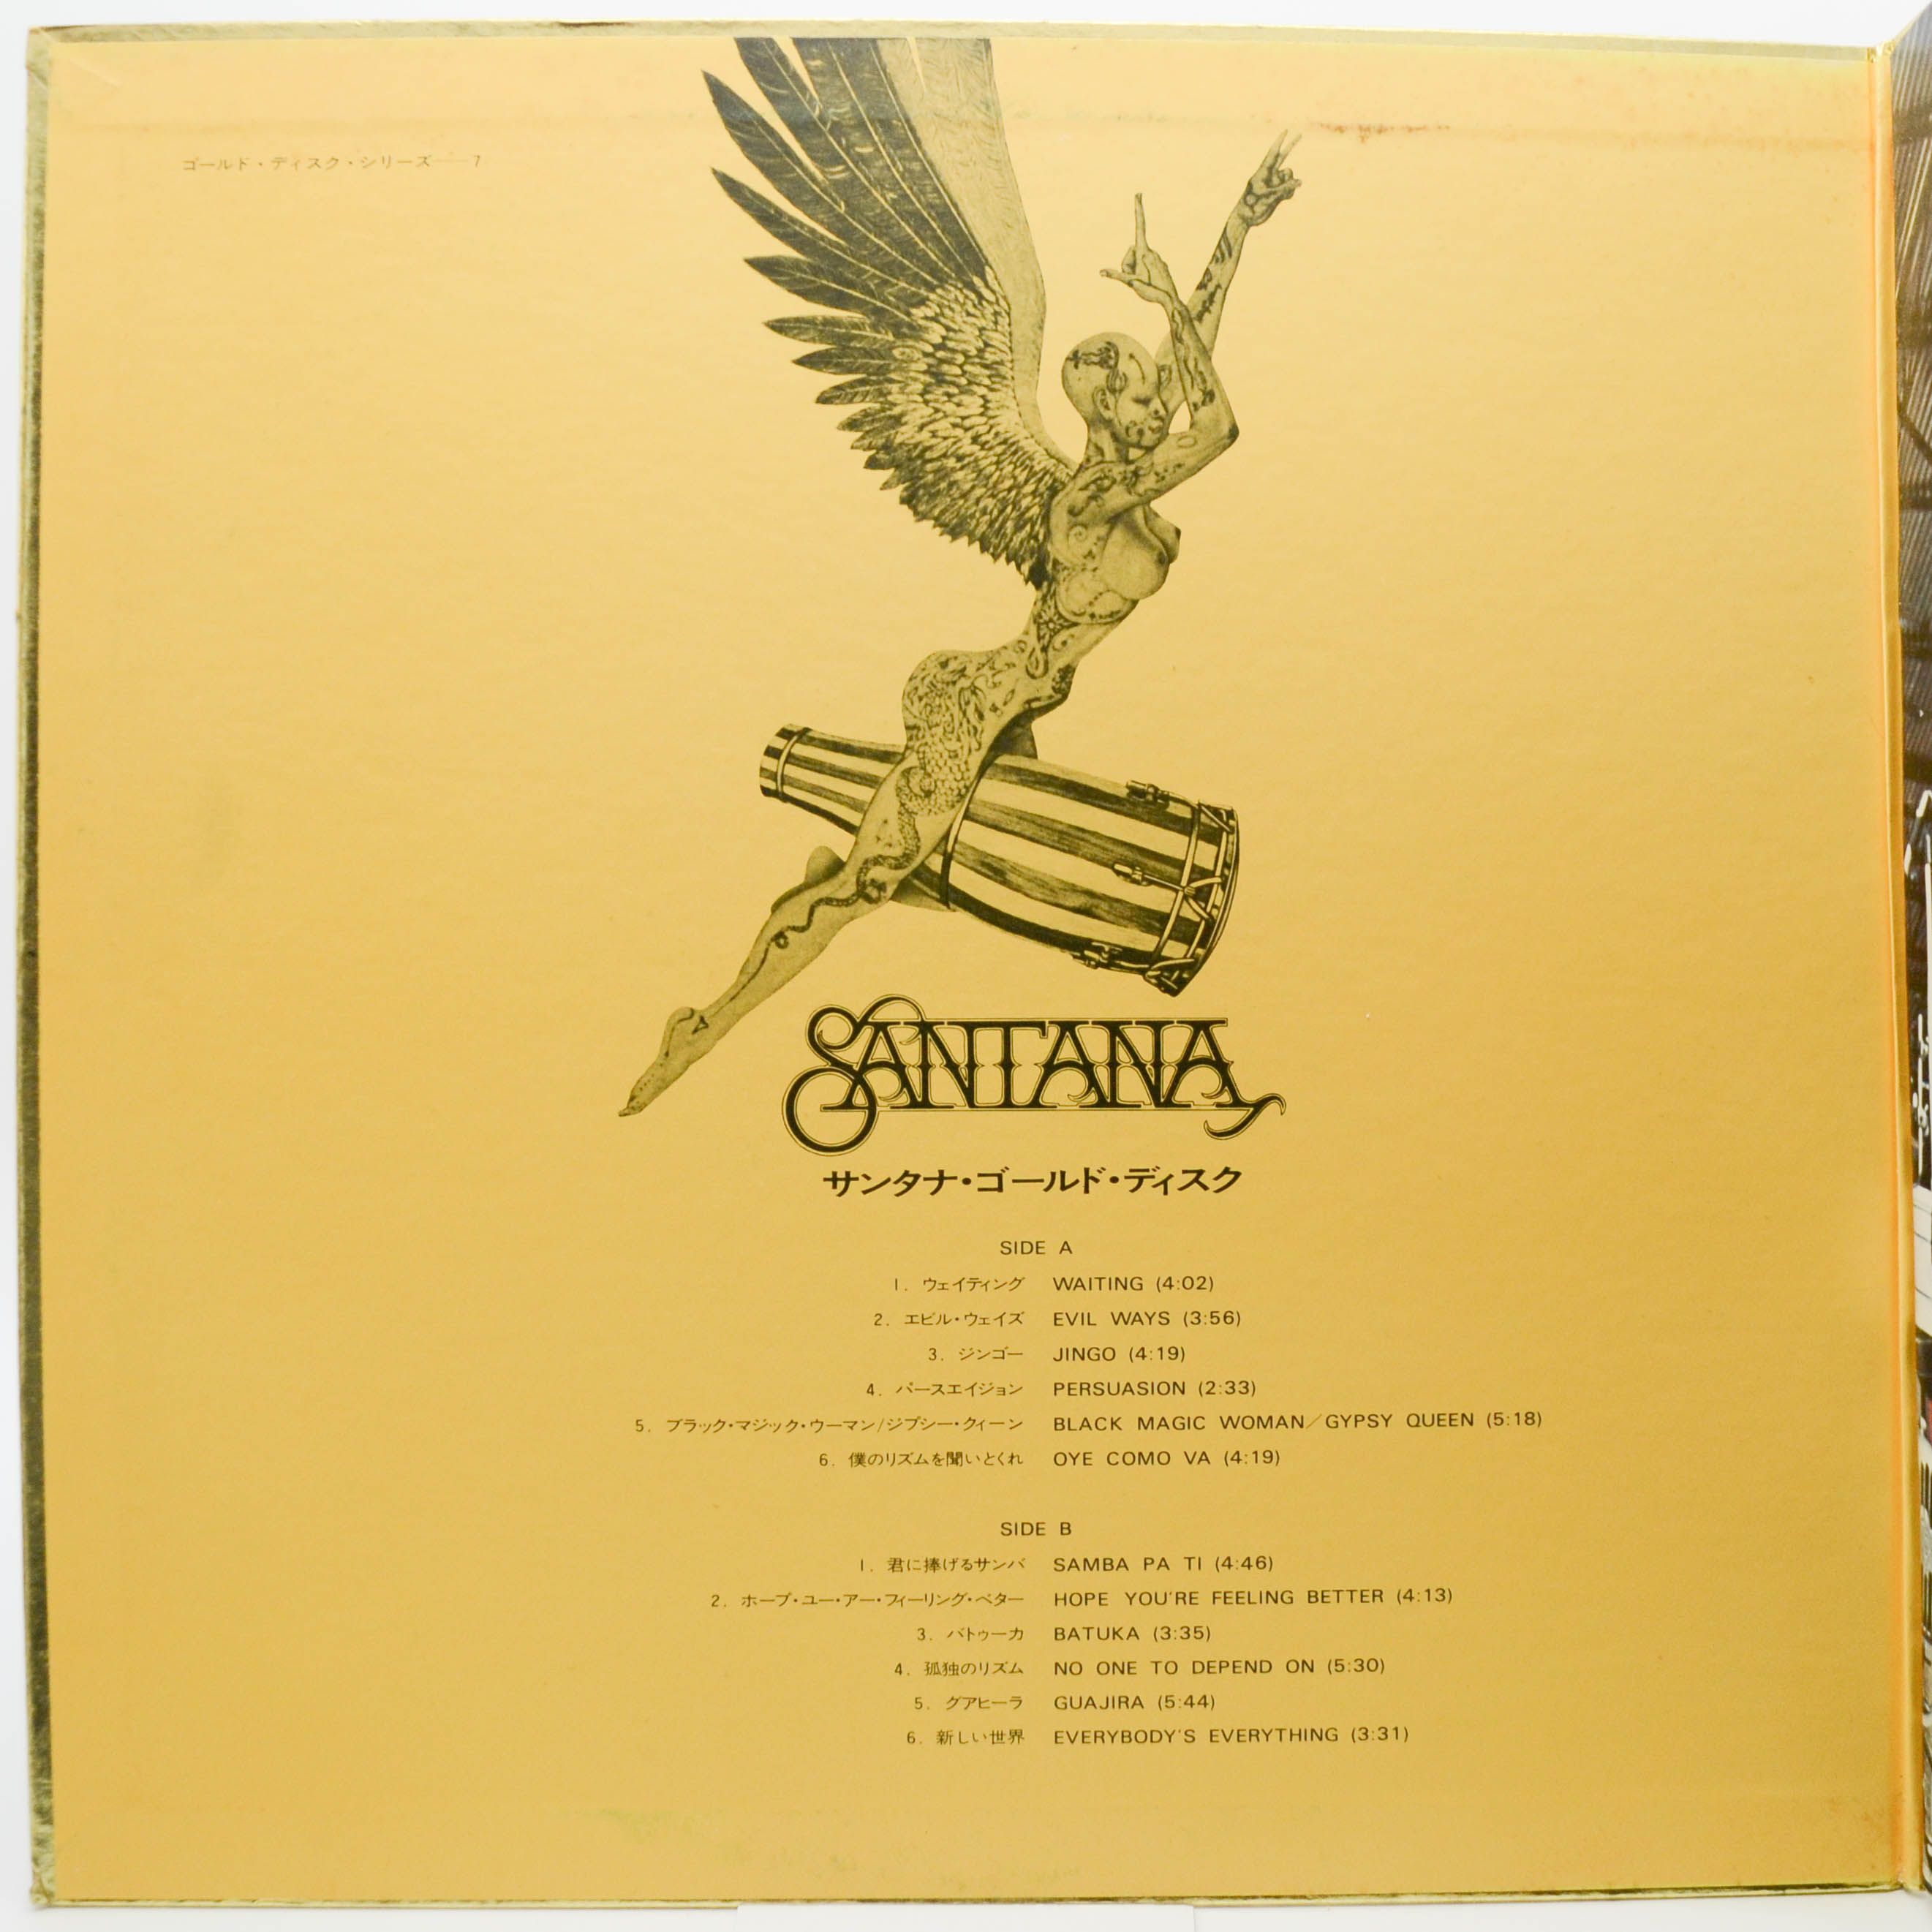 ゴールド・ディスク・シリーズ——7
SANTANA
サンタナ・ゴールド・ディスク
SIDE A
1. ウェイティング WAITING (4:02)
2. エビル・ウェイズ EVIL WAYS (3:56)
3. ジンゴー JINGO (4:19)
4. パースエイジョン PERSUASION (2:33)
5. ブラック・マジック・ウーマン/ジプシー・クィーン BLACK MAGIC WOMAN/GYPSY QUEEN (5:18)
6. 僕のリズムを聞いとくれ OYE COMO VA (4:19)
SIDE B
1. 君に捧げるサンバ SAMBA PA TI (4:46)
2. ホープ・ユー・アー・フィーリング・ベター HOPE YOU'RE FEELING BETTER (4:13)
3. バトゥーカ BATUKA (3:35)
4. 孤独のリズム NO ONE TO DEPEND ON (5:30)
5. グアヒーラ GUAJIRA (5:44)
6. 新しい世界 EVERYBODY'S EVERYTHING (3:31)